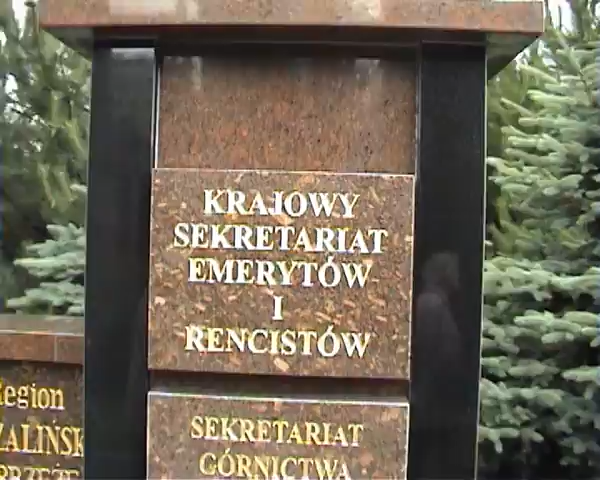 KRAJOWY
SEKRETARIAT
EMERYTÓW
I
RENCISTÓW
SEKRETARIAT
GÓRNICTWA
Region